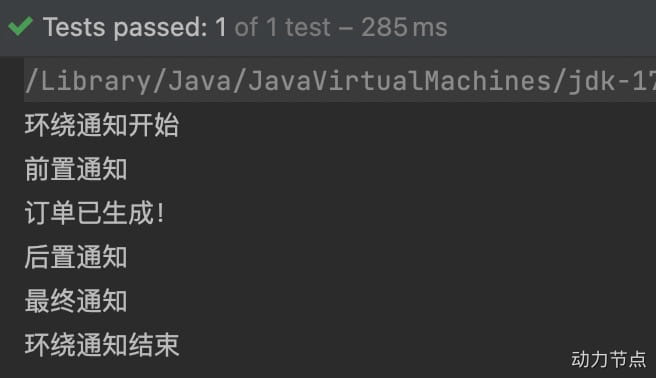 Tests passed: 1 of 1 test – 285 ms
/Library/Java/JavaVirtualMachines/jdk-17
环绕通知开始
前置通知
订单已生成!
后置通知
最终通知
环绕通知结束
动力节点